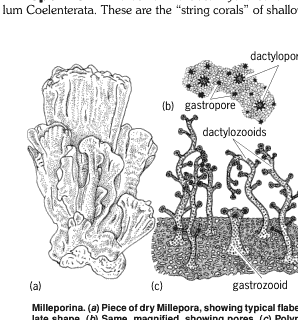 lum Coelenterata. These are the “string corals” of shallo
dactylopo
(b)
gastropore
dactylozooids
gastrozooid
(a)
(c)
Milleporina. (a) Piece of dry Millepora, showing typical flabe
late shape. (b) Same, magnified, showing pores. (c) Polyp